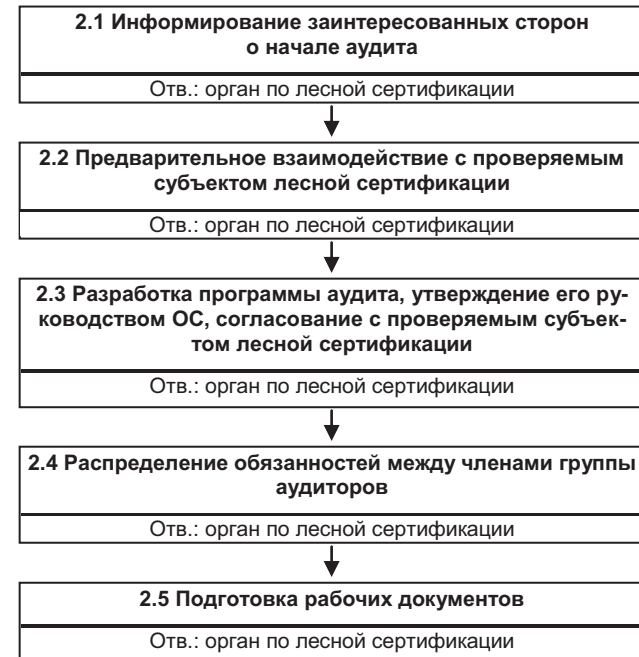 2.1 Информирование заинтересованных сторон
о начале аудита
Отв.: орган по лесной сертификации
2.2 Предварительное взаимодействие с проверяемым
субъектом лесной сертификации
Отв.: орган по лесной сертификации
2.3 Разработка программы аудита, утверждение его ру-
ководством ОС, согласование с проверяемым субъек-
том лесной сертификации
Отв.: орган по лесной сертификации
2.4 Распределение обязанностей между членами группы
аудиторов
Отв.: орган по лесной сертификации
2.5 Подготовка рабочих документов
Отв.: орган по лесной сертификации